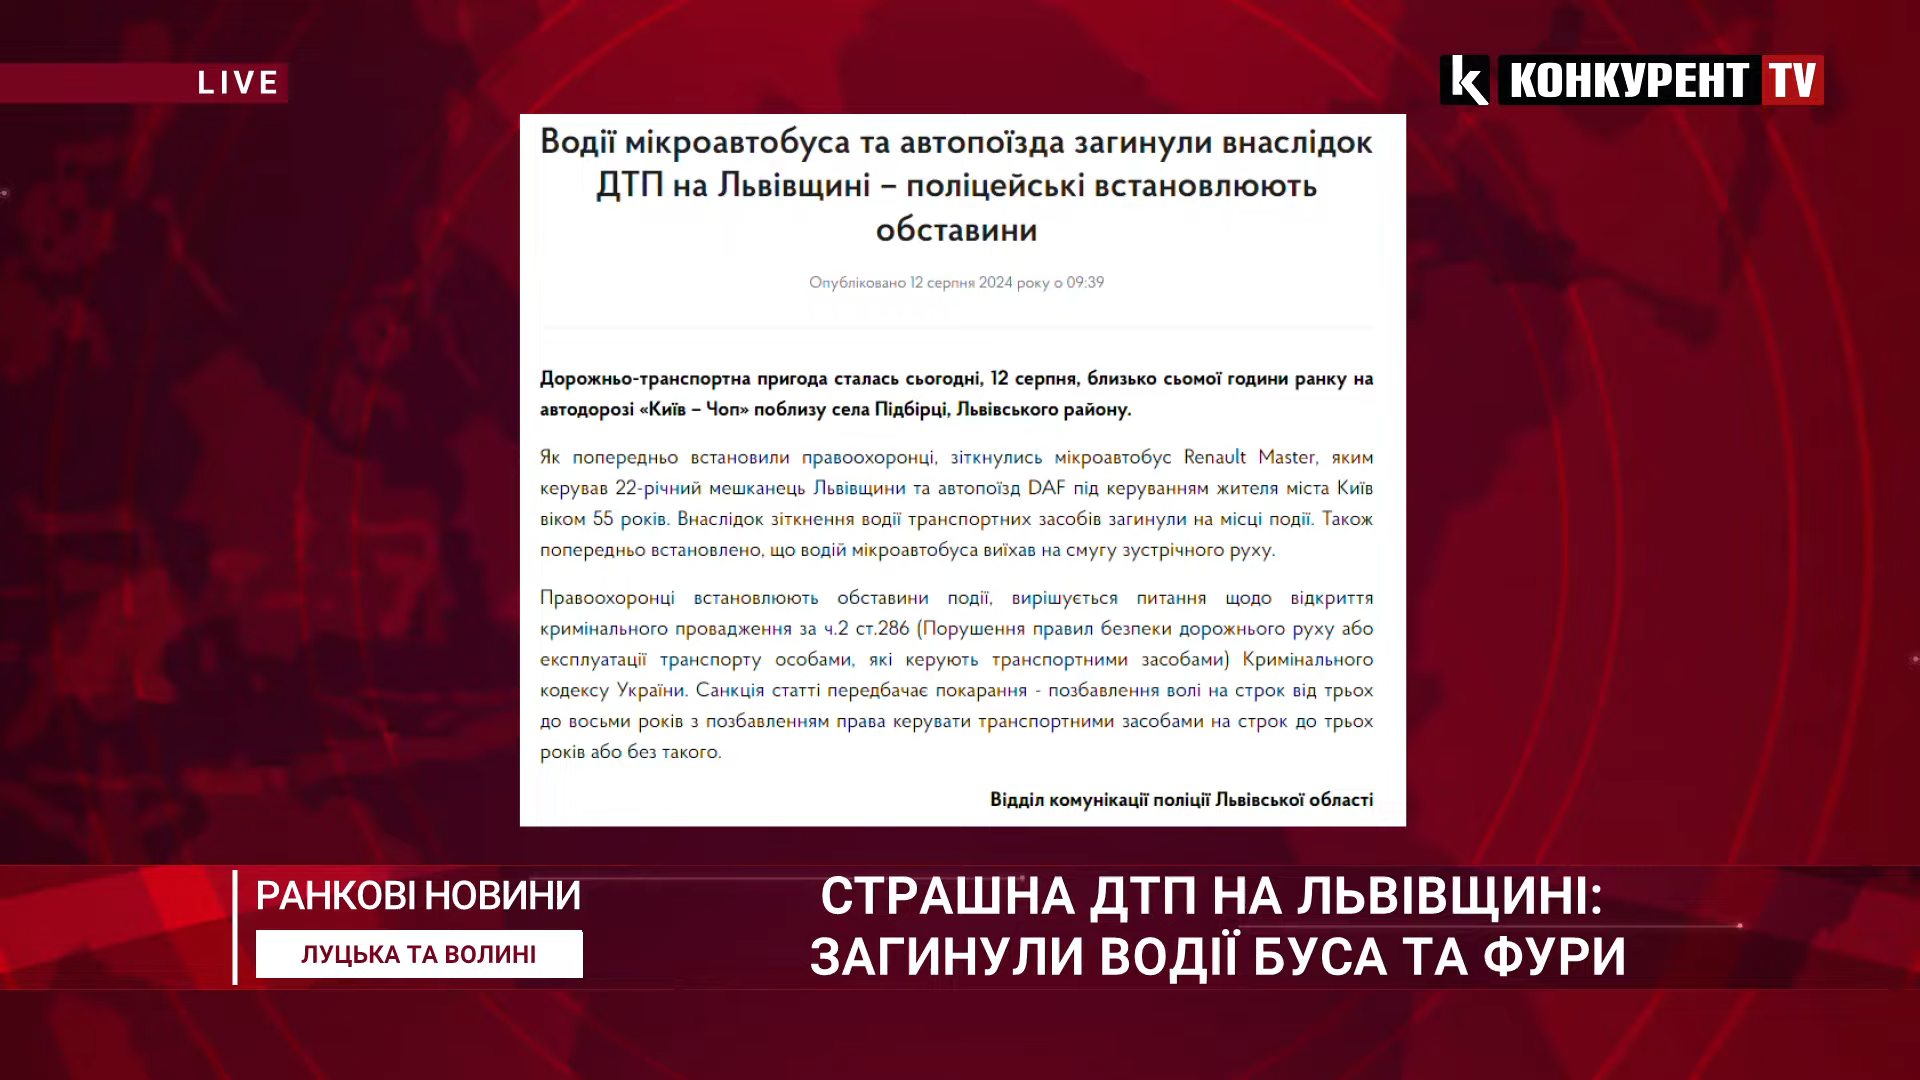 LIVE
k КОНКУРЕНТ TV
Водії мікроавтобуса та автопоїзда загинули внаслідок
ДТП на Львівщині – поліцейські встановлюють
обставини
Опубліковано 12 серпня 2024 року о 09:39
Дорожньо-транспортна пригода сталась сьогодні, 12 серпня, близько сьомої години ранку на
автодорозі «Київ – Чоп» поблизу села Підбірці, Львівського району.
Як попередньо встановили правоохоронці, зіткнулись мікроавтобус Renault Master, яким
керував 22-річний мешканець Львівщини та автопоїзд DAF під керуванням жителя міста Київ
віком 55 років. Внаслідок зіткнення водії транспортних засобів загинули на місці події. Також
попередньо встановлено, що водій мікроавтобуса виїхав на смугу зустрічного руху.
Правоохоронці встановлюють обставини події, вирішується питання щодо відкриття
кримінального провадження за ч.2 ст.286 (Порушення правил безпеки дорожнього руху або
експлуатації транспорту особами, які керують транспортними засобами) Кримінального
кодексу України. Санкція статті передбачає покарання - позбавлення волі на строк від трьох
до восьми років з позбавленням права керувати транспортними засобами на строк до трьох
років або без такого.
Відділ комунікації поліції Львівської області
РАНКОВІ НОВИНИ
ЛУЦЬКА ТА ВОЛИНІ
СТРАШНА ДТП НА ЛЬВІВЩИНІ:
ЗАГИНУЛИ ВОДІЇ БУСА ТА ФУРИ